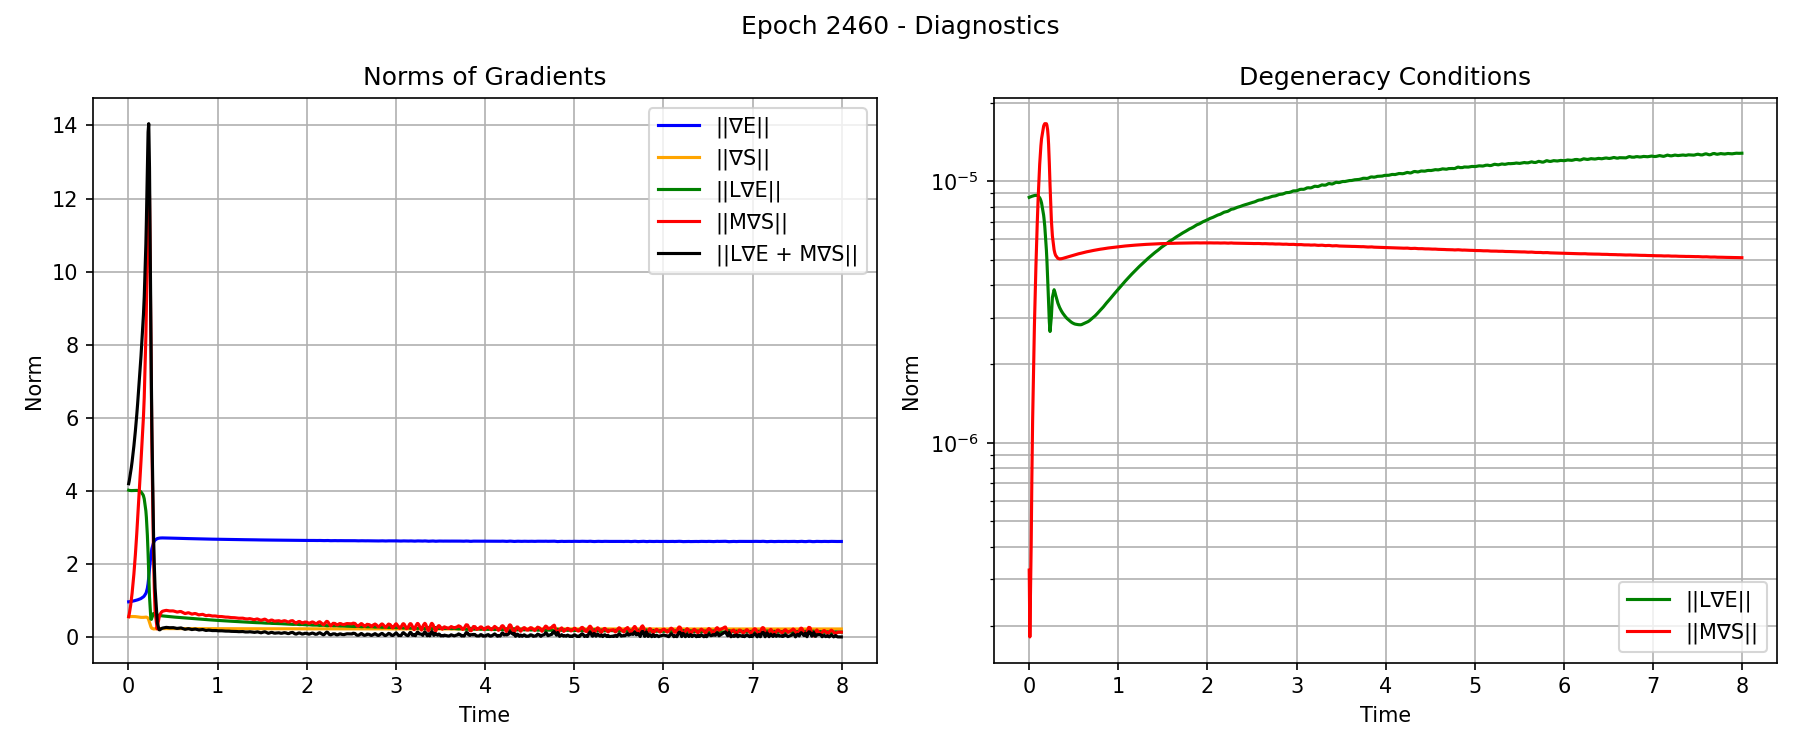 Epoch 2460 - Diagnostics
Norms of Gradients
Norm
14
12
10
8
6
4
2
0
0 1 2 3 4 5 6 7 8
Time
||∇E||
||∇S||
||L∇E||
||M∇S||
||L∇E + M∇S||
Degeneracy Conditions
Norm
10⁻⁵
10⁻⁶
0 1 2 3 4 5 6 7 8
Time
||L∇E||
||M∇S||